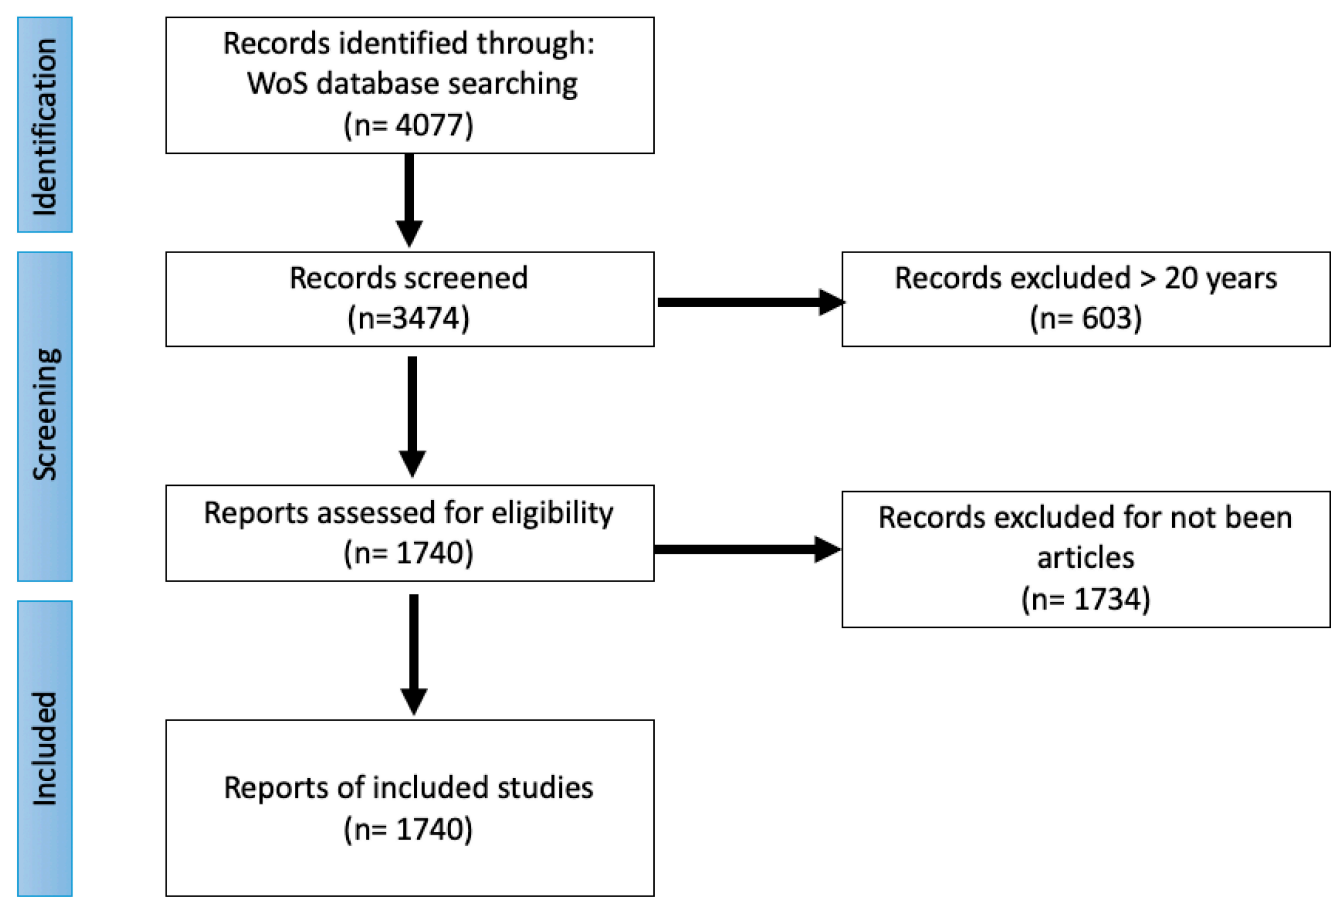 Identification
Records identified through:
WoS database searching
(n= 4077)
Screening
Records screened
(n=3474)
Records excluded > 20 years
(n= 603)
Reports assessed for eligibility
(n= 1740)
Records excluded for not been
articles
(n= 1734)
Included
Reports of included studies
(n= 1740)